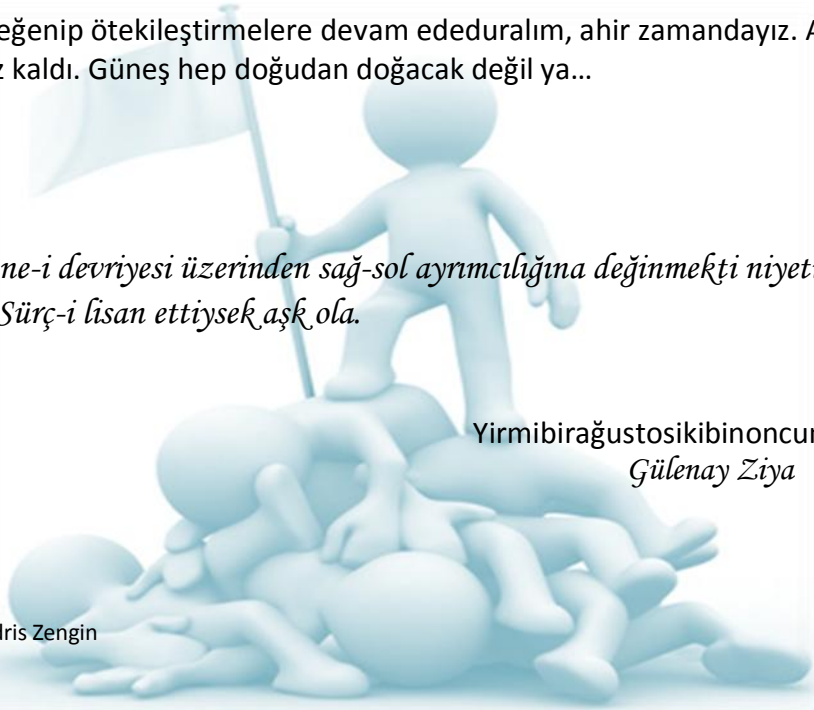 eğenip ötekileştirmelere devam ededuralım, ahir zamandayız. A
z kaldı. Güneş hep doğudan doğacak değil ya…
ne-i devriyesi üzerinden sağ-sol ayrımcılığına değinmekti niyeti
Sürç-i lisan ettiysek aşk ola.
Yirmibirağustosikibinoncu
Gülenay Ziya
dris Zengin